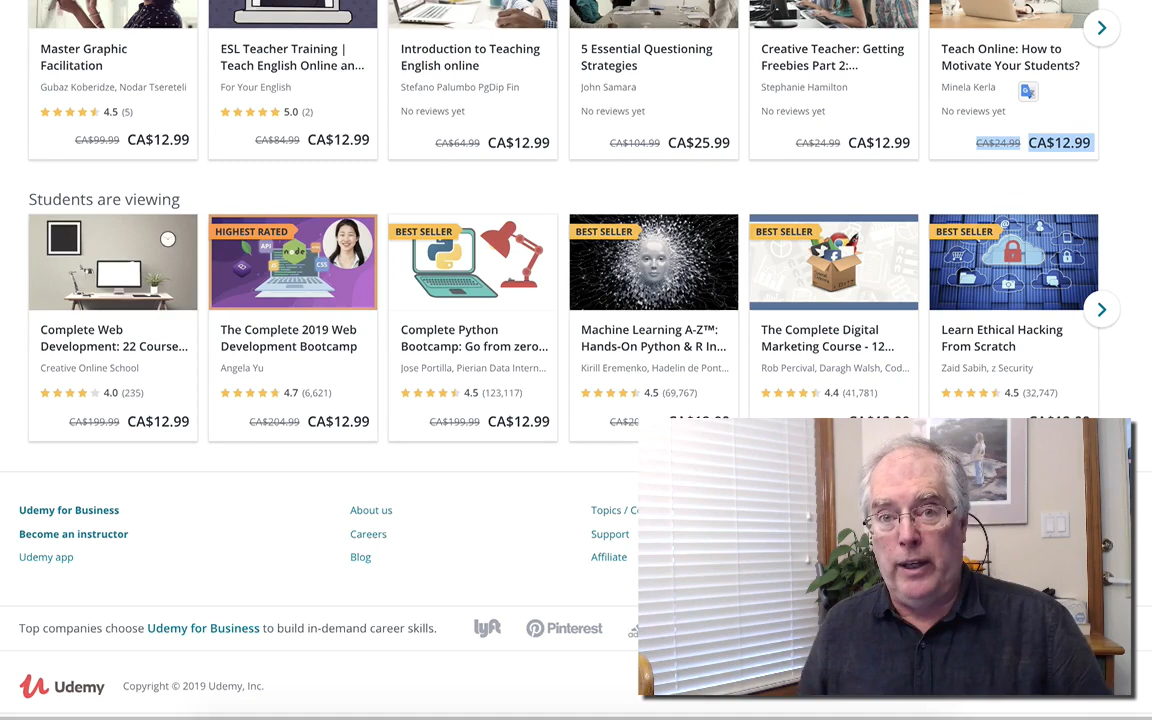 Master Graphic
Facilitation
Gubaz Koberidze, Nodar Tsereteli
4.5 (5)
CA$99.99 CA$12.99
ESL Teacher Training |
Teach English Online an...
For Your English
5.0 (2)
CA$84.99 CA$12.99
Introduction to Teaching
English online
Stefano Palumbo PgDip Fin
No reviews yet
CA$64.99 CA$12.99
5 Essential Questioning
Strategies
John Samara
No reviews yet
CA$104.99 CA$25.99
Creative Teacher: Getting
Freebies Part 2:...
Stephanie Hamilton
No reviews yet
CA$24.99 CA$12.99
Teach Online: How to
Motivate Your Students?
Minela Kerla
No reviews yet
CA$24.99 CA$12.99
Students are viewing
Complete Web
Development: 22 Course...
Creative Online School
4.0 (235)
CA$199.99 CA$12.99
HIGHEST RATED
API
node
CSS
The Complete 2019 Web
Development Bootcamp
Angela Yu
4.7 (6,621)
CA$204.99 CA$12.99
BEST SELLER
Complete Python
Bootcamp: Go from zero...
Jose Portilla, Pierian Data Intern...
4.5 (123,117)
CA$199.99 CA$12.99
BEST SELLER
Machine Learning A-Z™:
Hands-On Python & R In...
Kirill Eremenko, Hadelin de Pont...
4.5 (69,767)
BEST SELLER
The Complete Digital
Marketing Course - 12...
Rob Percival, Daragh Walsh, Cod...
4.4 (41,781)
BEST SELLER
Learn Ethical Hacking
From Scratch
Zaid Sabih, z Security
4.5 (32,747)
Udemy for Business
Become an instructor
Udemy app
About us
Careers
Blog
Topics /
Support
Affiliate
Top companies choose Udemy for Business to build in-demand career skills.
lyft
Pinterest
Udemy
Copyright © 2019 Udemy, Inc.